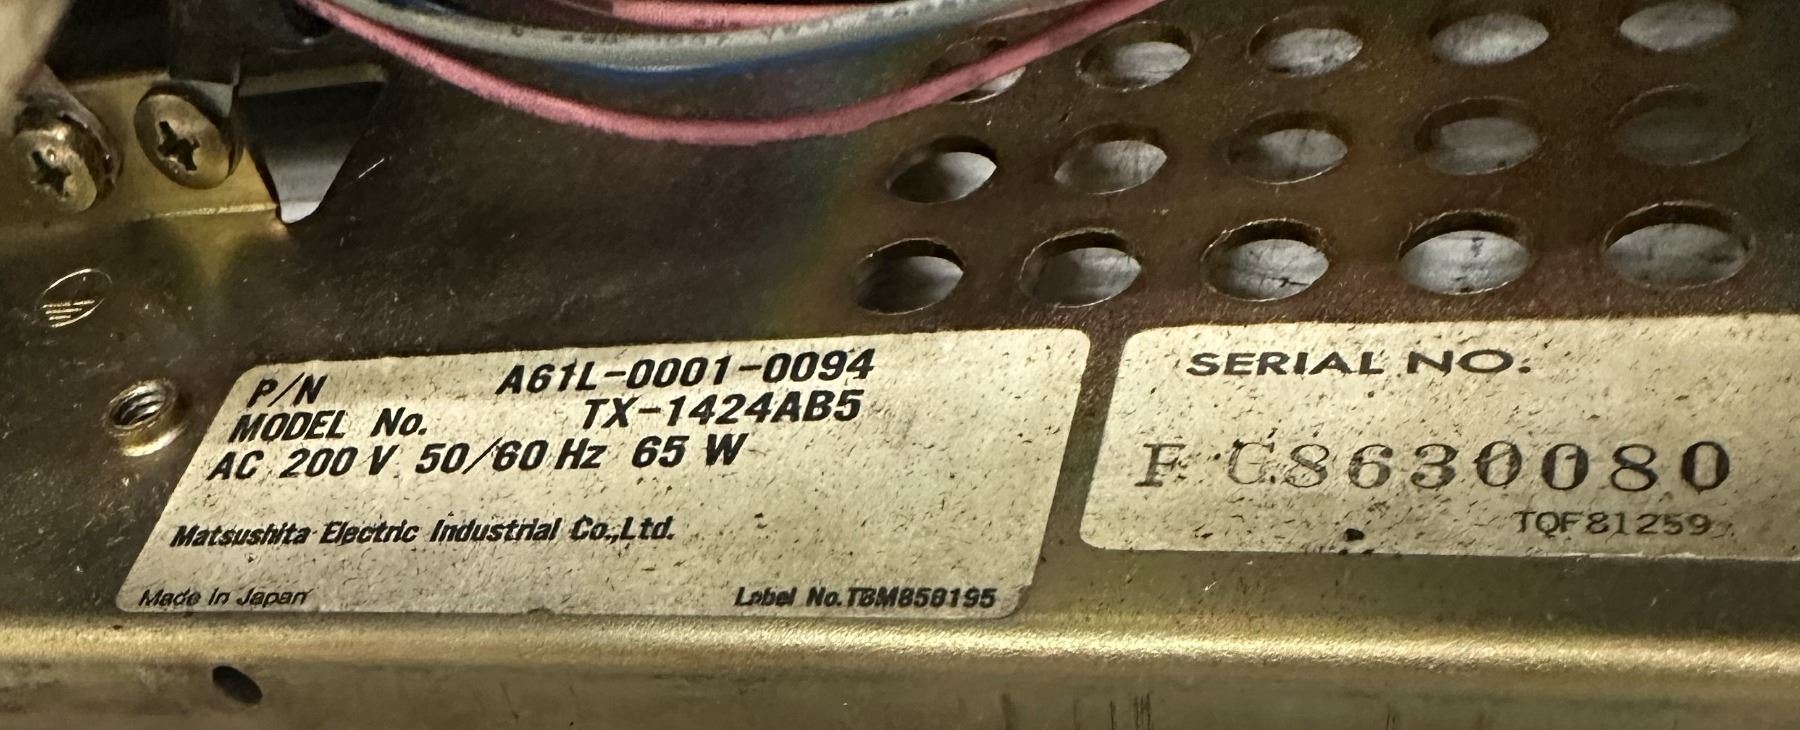 P/N A61L-0001-0094
MODEL No. TX-1424AB5
AC 200 V 50/60 Hz 65 W
Matsushita Electric Industrial Co.,Ltd.
Made In Japan Label No. TBM858195
SERIAL NO.
FG8630080
TQF81259